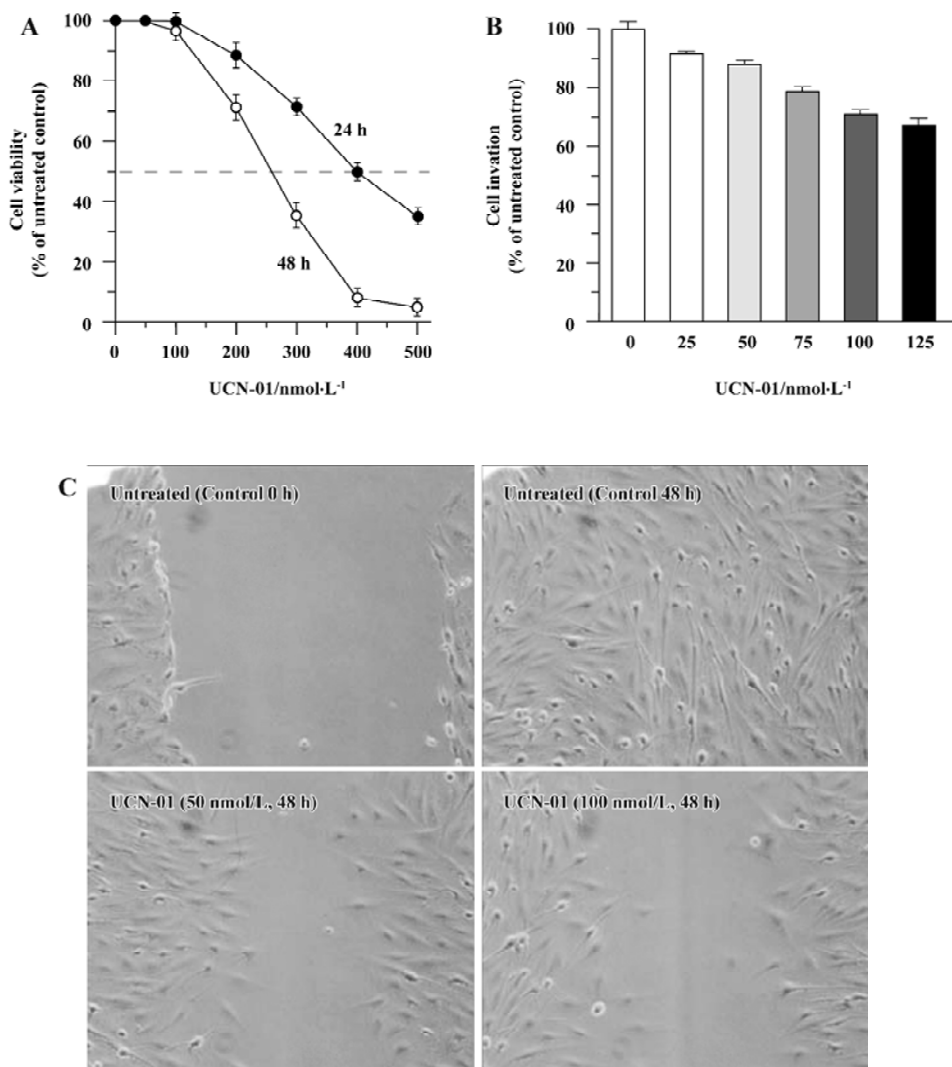 A
100
80
60
40
20
0
Cell viability
(% of untreated control)
24 h
48 h
0 100 200 300 400 500
UCN-01/nmol·L⁻¹
B
100
80
60
40
20
0
Cell invation
(% of untreated control)
0 25 50 75 100 125
UCN-01/nmol·L⁻¹
C
Untreated (Control 0 h)
Untreated (Control 48 h)
UCN-01 (50 nmol/L, 48 h)
UCN-01 (100 nmol/L, 48 h)